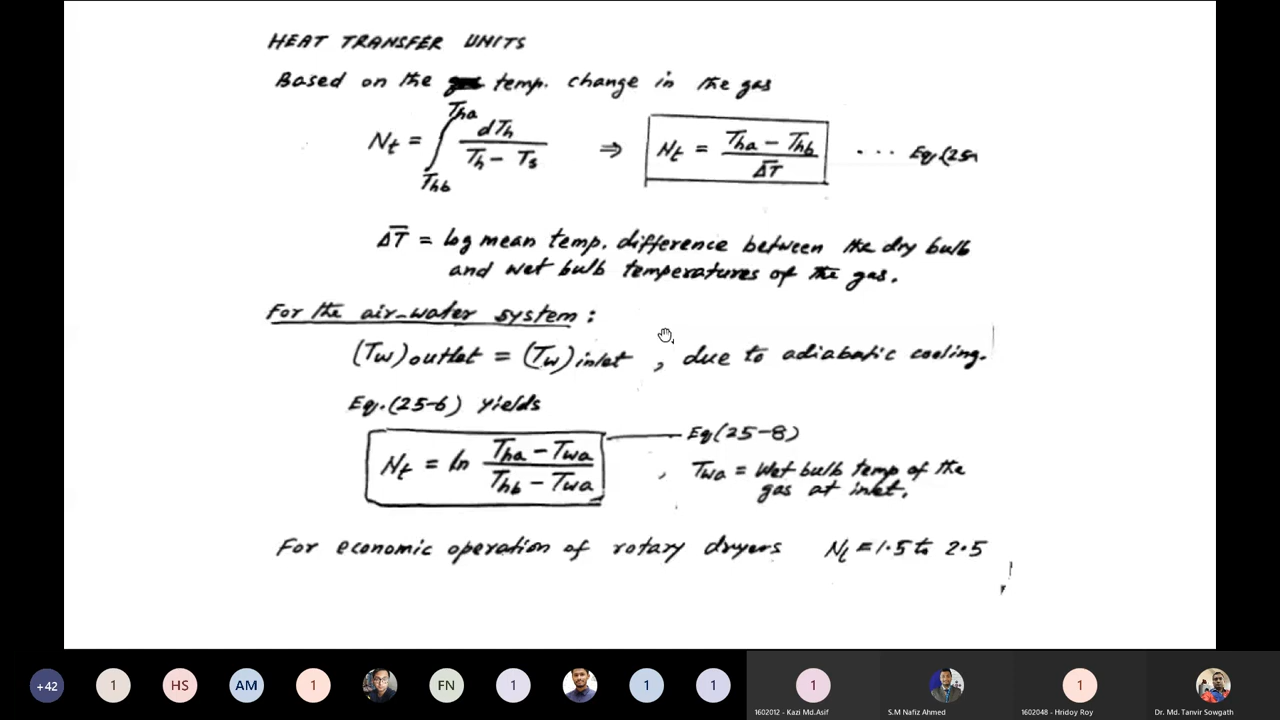 HEAT TRANSFER UNITS
Based on the temp. change in the gas
Nt = ∫_{Thb}^{Tha} dTh / (Th - Ts) ⇒ Nt = (Tha - Thb) / \overline{ΔT} ... Eq.(25-
\overline{ΔT} = log mean temp. difference between the dry bulb
and wet bulb temperatures of the gas.
For the air-water system :
(Tw)outlet = (Tw)inlet , due to adiabatic cooling.
Eq.(25-6) yields
Nt = ln (Tha - Twa) / (Thb - Twa) Eq(25-8)
, Twa = Wet bulb temp of the
gas at inlet.
For economic operation of rotary dryers Nt = 1.5 to 2.5
+42 1 HS AM 1 FN 1 1 1 1 1
1602012 - Kazi Md.Asif S.M Nafiz Ahmed 1602048 - Hridoy Roy Dr. Md. Tanvir Sowgath